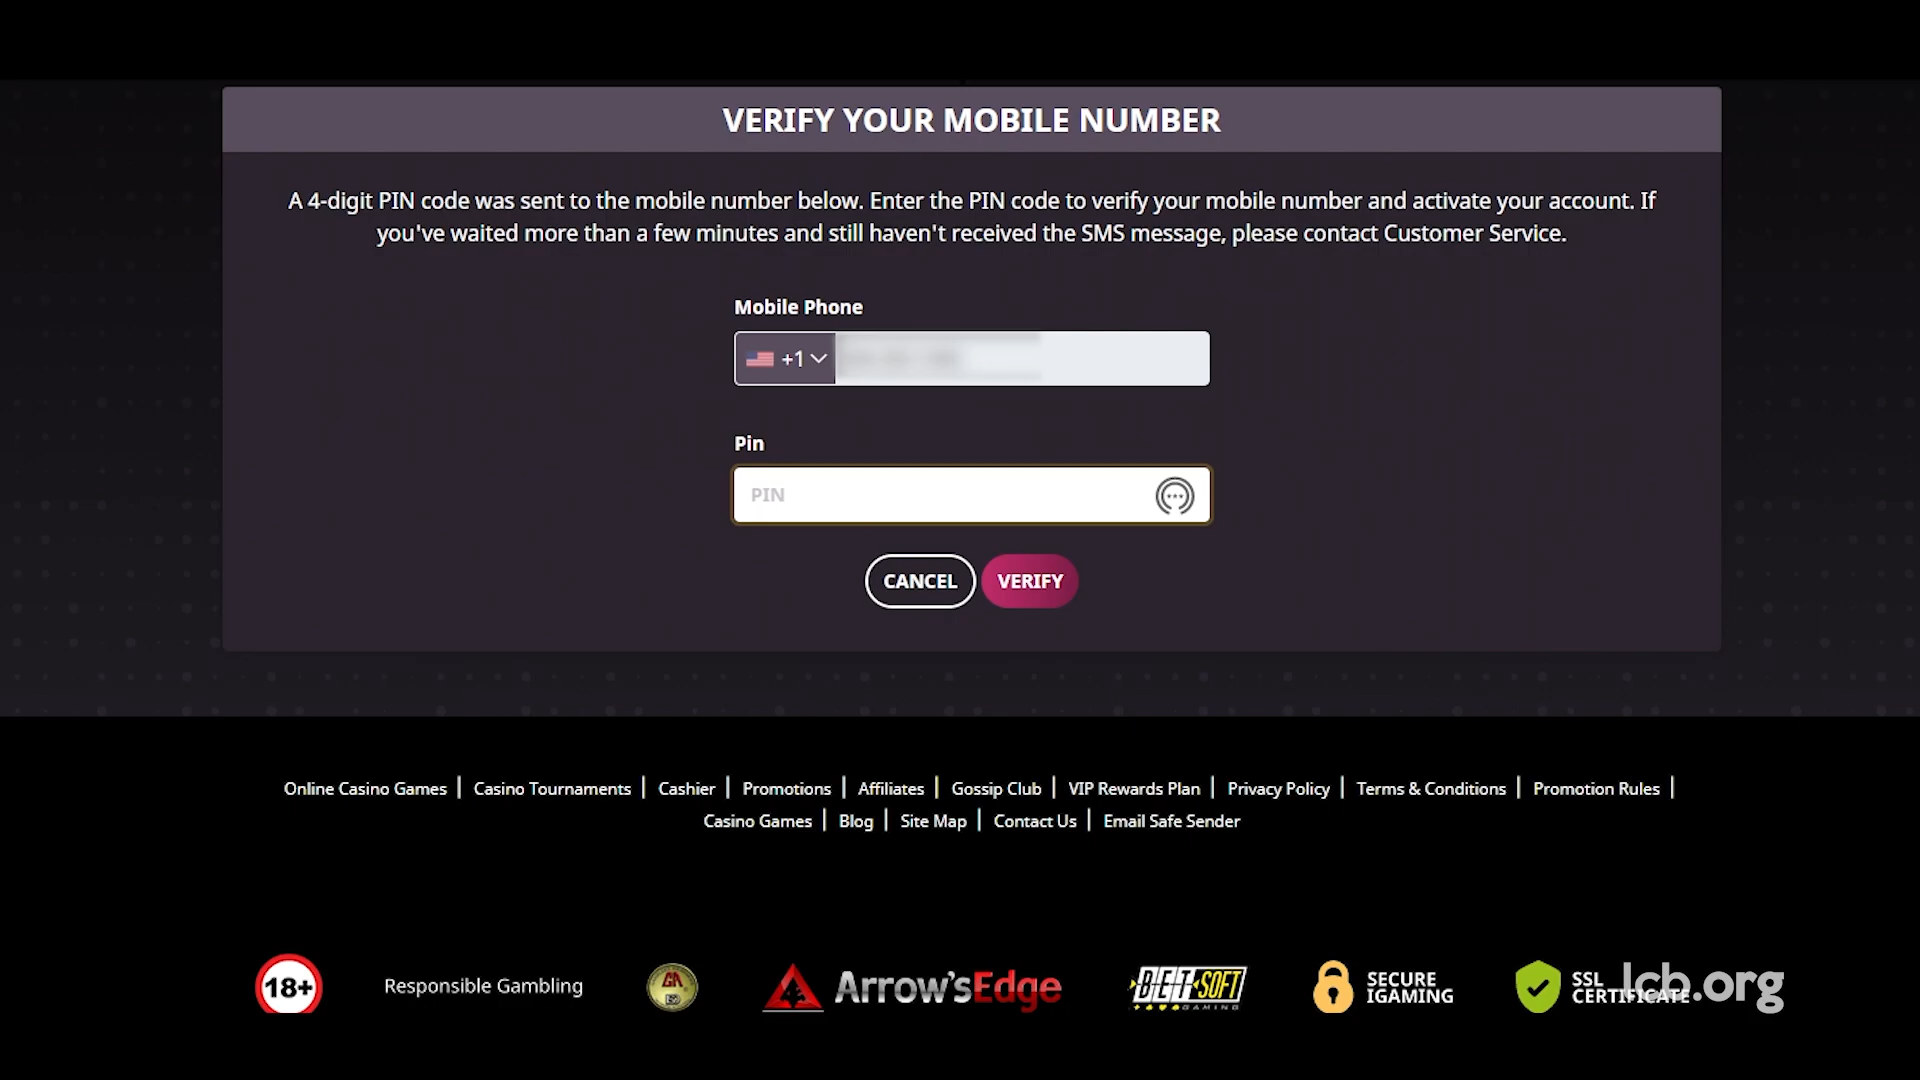 VERIFY YOUR MOBILE NUMBER
A 4-digit PIN code was sent to the mobile number below. Enter the PIN code to verify your mobile number and activate your account. If
you've waited more than a few minutes and still haven't received the SMS message, please contact Customer Service.
Mobile Phone
+1
Pin
PIN
CANCEL VERIFY
Online Casino Games | Casino Tournaments | Cashier | Promotions | Affiliates | Gossip Club | VIP Rewards Plan | Privacy Policy | Terms & Conditions | Promotion Rules |
Casino Games | Blog | Site Map | Contact Us | Email Safe Sender
18+ Responsible Gambling GA Arrow'sEdge BETSOFT GAMING SECURE IGAMING SSL CERTIFICATE
lcb.org